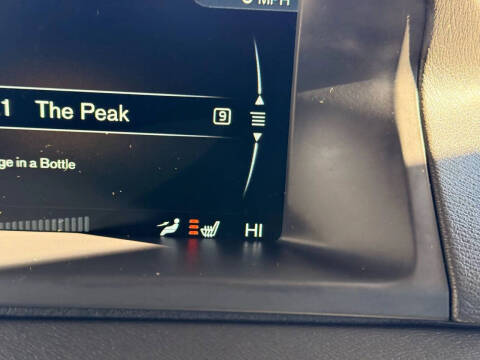 MPH
.1 The Peak 9
ge in a Bottle
HI